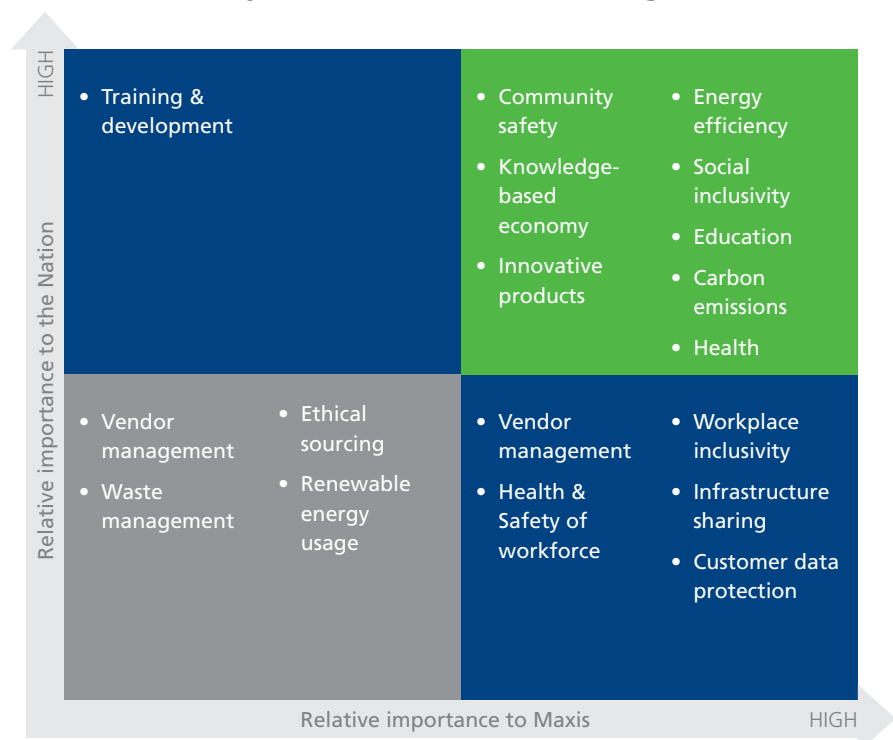 HIGH
Relative importance to the Nation
• Training &
development
• Community
safety
• Knowledge-
based
economy
• Innovative
products
• Energy
efficiency
• Social
inclusivity
• Education
• Carbon
emissions
• Health
• Vendor
management
• Waste
management
• Ethical
sourcing
• Renewable
energy
usage
• Vendor
management
• Health &
Safety of
workforce
• Workplace
inclusivity
• Infrastructure
sharing
• Customer data
protection
Relative importance to Maxis
HIGH